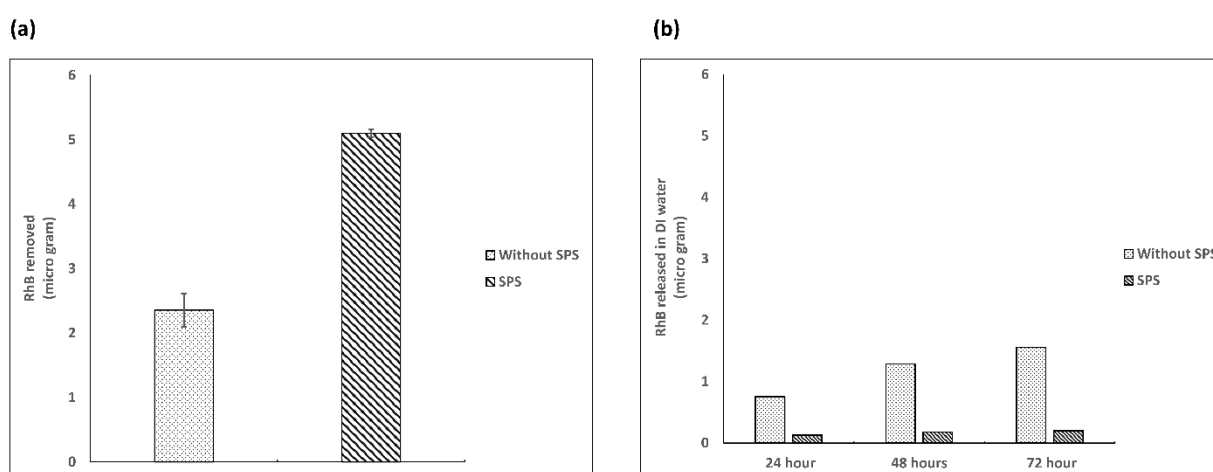 (a)
6
5
4
3
2
1
0
RhB removed
(micro gram)
Without SPS
SPS
(b)
6
5
4
3
2
1
0
RhB released in DI water
(micro gram)
24 hour
48 hours
72 hour
Without SPS
SPS